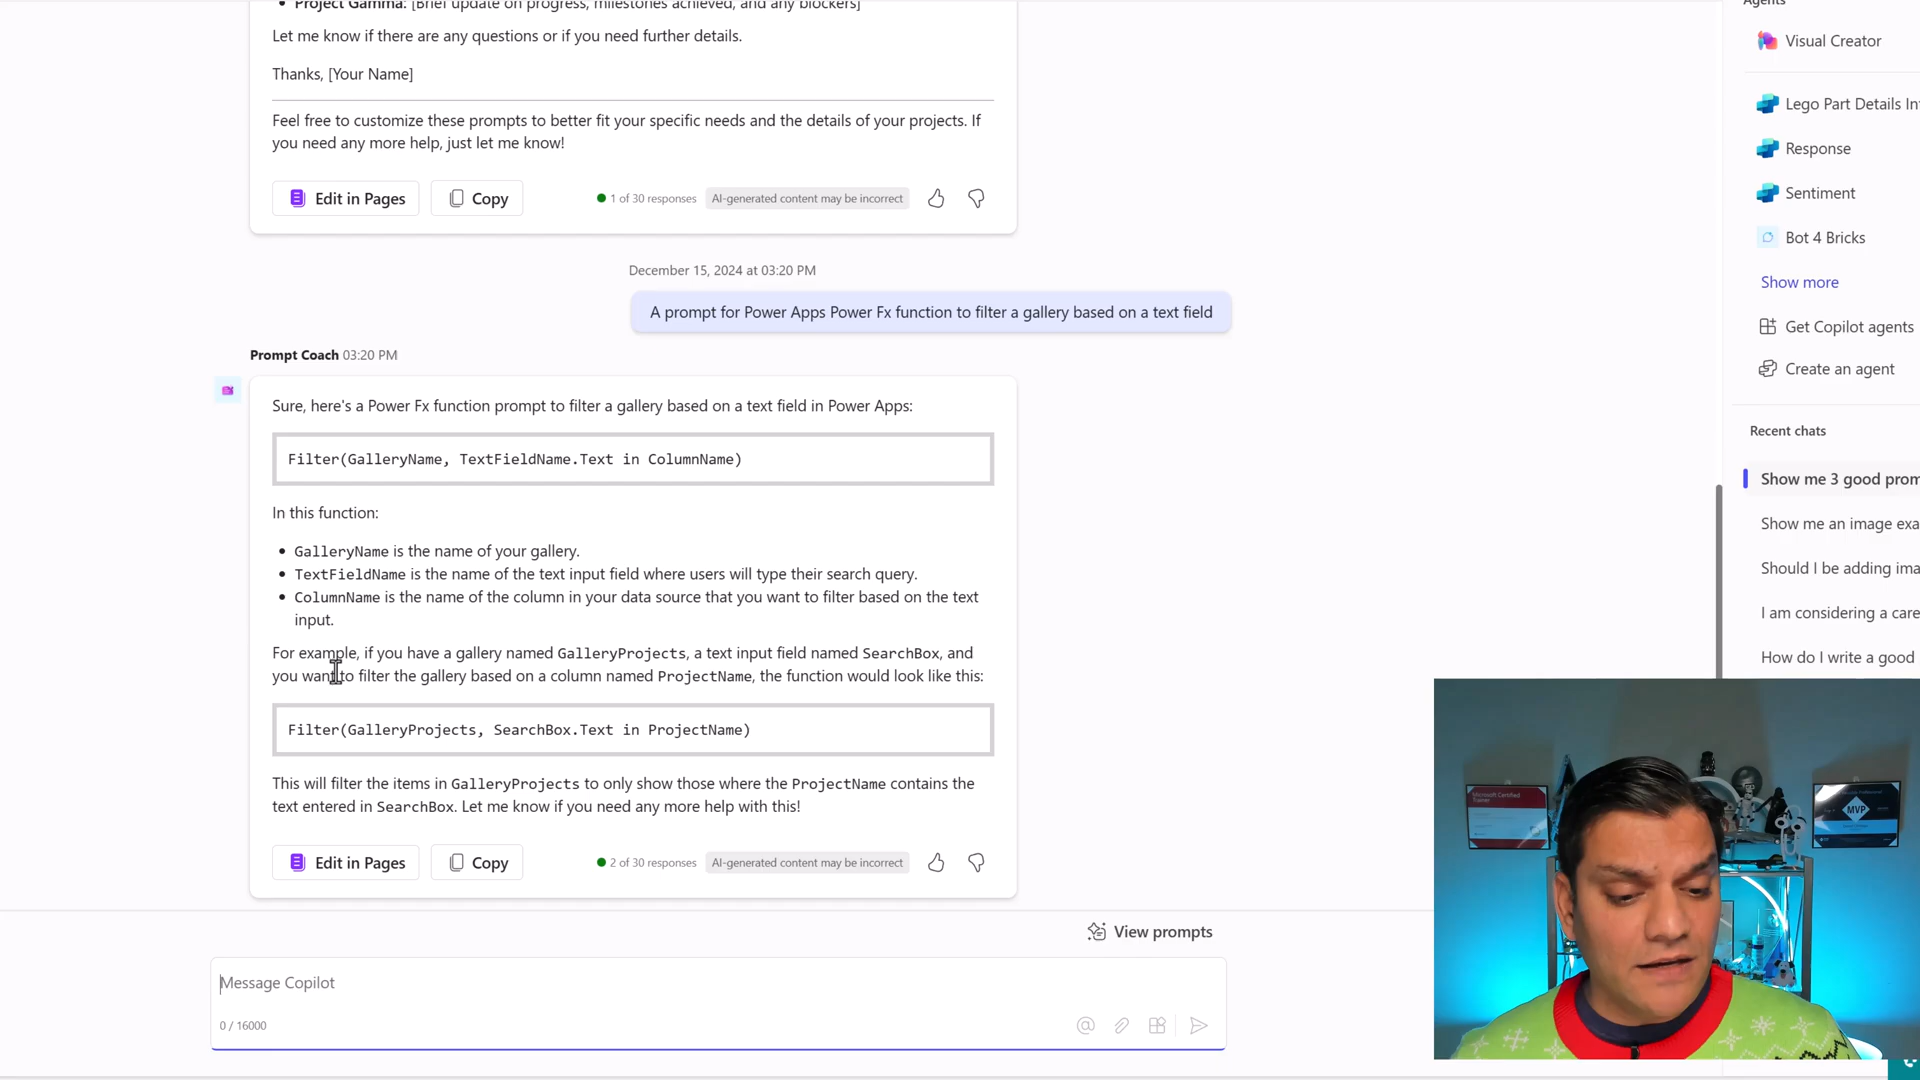 Project Gamma: [Brief update on progress, milestones achieved, and any blockers]
Let me know if there are any questions or if you need further details.
Thanks, [Your Name]
Feel free to customize these prompts to better fit your specific needs and the details of your projects. If
you need any more help, just let me know!
Edit in Pages
Copy
1 of 30 responses
AI-generated content may be incorrect
December 15, 2024 at 03:20 PM
A prompt for Power Apps Power Fx function to filter a gallery based on a text field
Prompt Coach 03:20 PM
Sure, here's a Power Fx function prompt to filter a gallery based on a text field in Power Apps:
Filter(GalleryName, TextFieldName.Text in ColumnName)
In this function:
GalleryName is the name of your gallery.
TextFieldName is the name of the text input field where users will type their search query.
ColumnName is the name of the column in your data source that you want to filter based on the text
input.
For example, if you have a gallery named GalleryProjects, a text input field named SearchBox, and
you want to filter the gallery based on a column named ProjectName, the function would look like this:
Filter(GalleryProjects, SearchBox.Text in ProjectName)
This will filter the items in GalleryProjects to only show those where the ProjectName contains the
text entered in SearchBox. Let me know if you need any more help with this!
Edit in Pages
Copy
2 of 30 responses
AI-generated content may be incorrect
View prompts
Message Copilot
0 / 16000
Agents
Visual Creator
Lego Part Details In
Response
Sentiment
Bot 4 Bricks
Show more
Get Copilot agents
Create an agent
Recent chats
Show me 3 good prom
Show me an image exa
Should I be adding ima
I am considering a care
How do I write a good
Microsoft Certified
Trainer
MVP